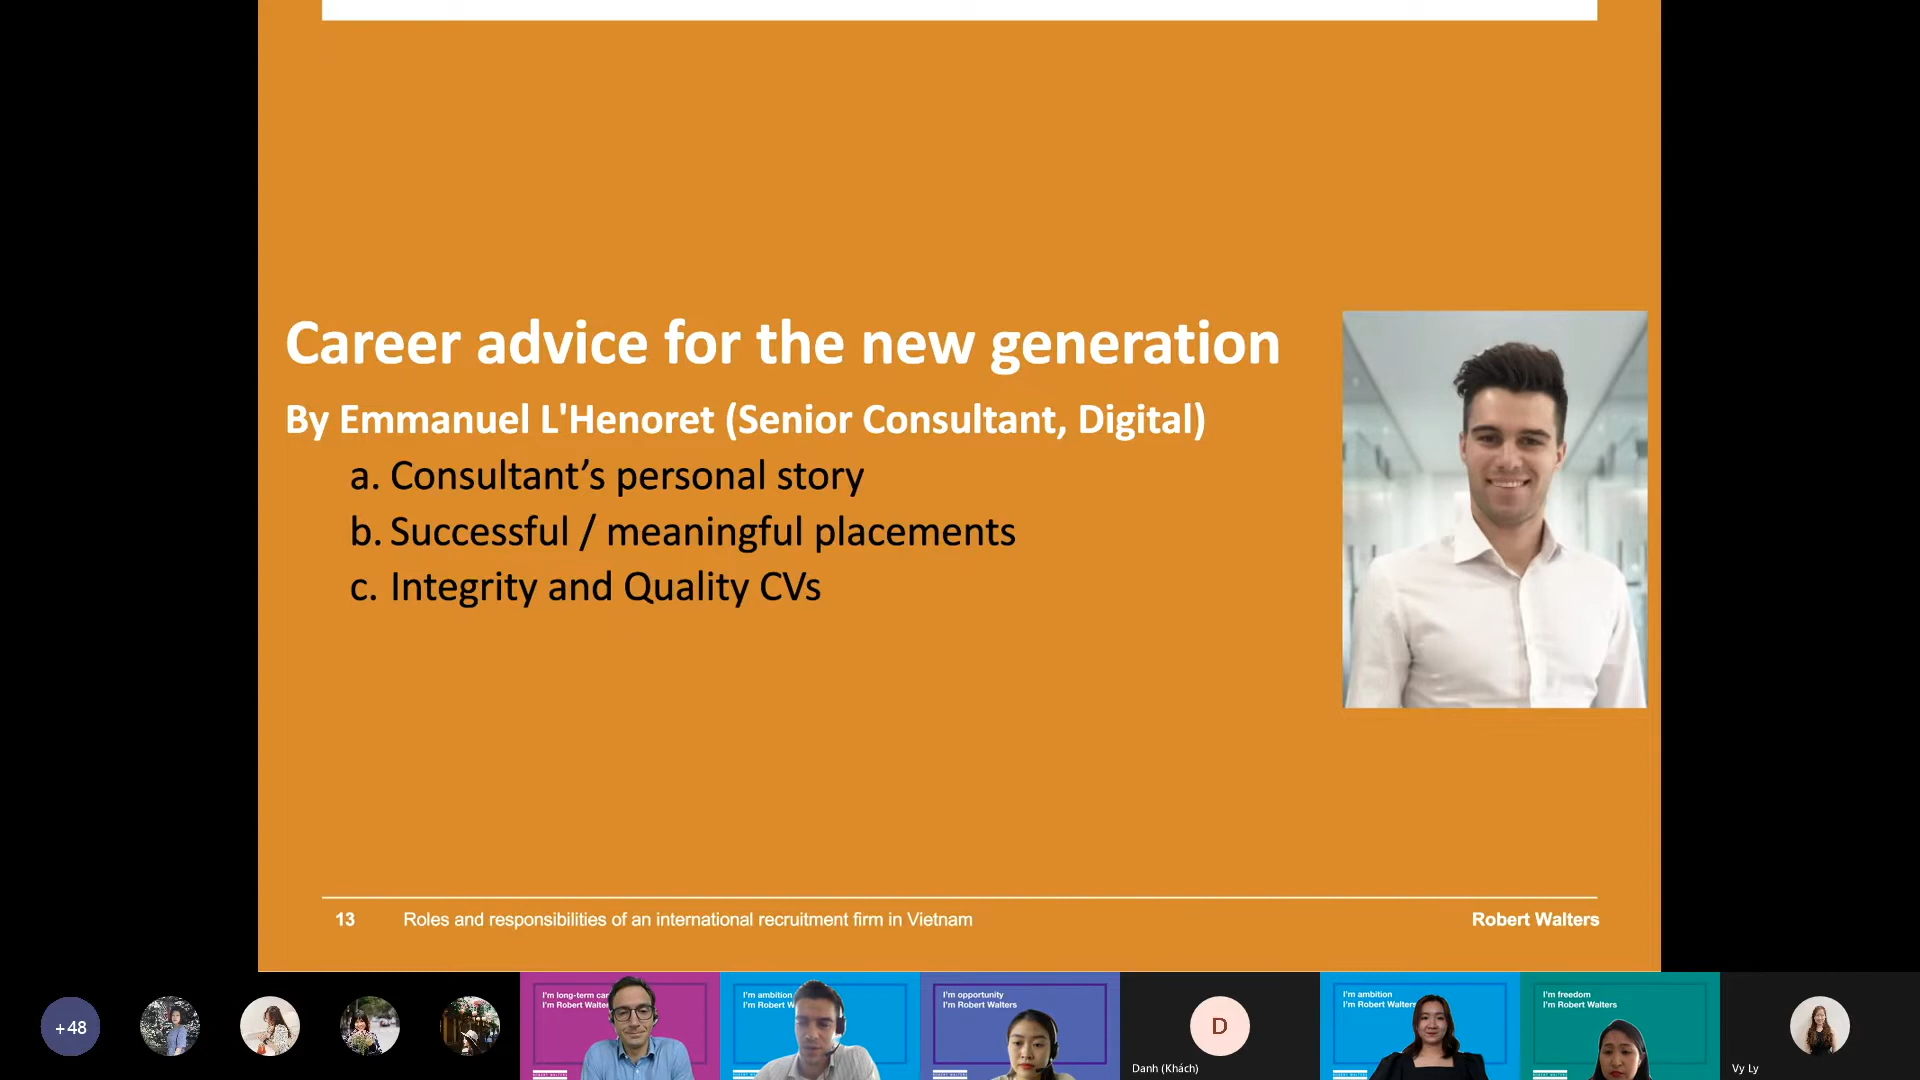 Career advice for the new generation
By Emmanuel L'Henoret (Senior Consultant, Digital)
a. Consultant’s personal story
b. Successful / meaningful placements
c. Integrity and Quality CVs
13 Roles and responsibilities of an international recruitment firm in Vietnam Robert Walters
+48
I'm long-term car
I'm Robert Walter
I'm ambition
I'm Robert W
I'm opportunity
I'm Robert Walters
D
Danh (Khách)
I'm ambition
I'm Robert Walters
I'm freedom
I'm Robert Walters
Vy Ly